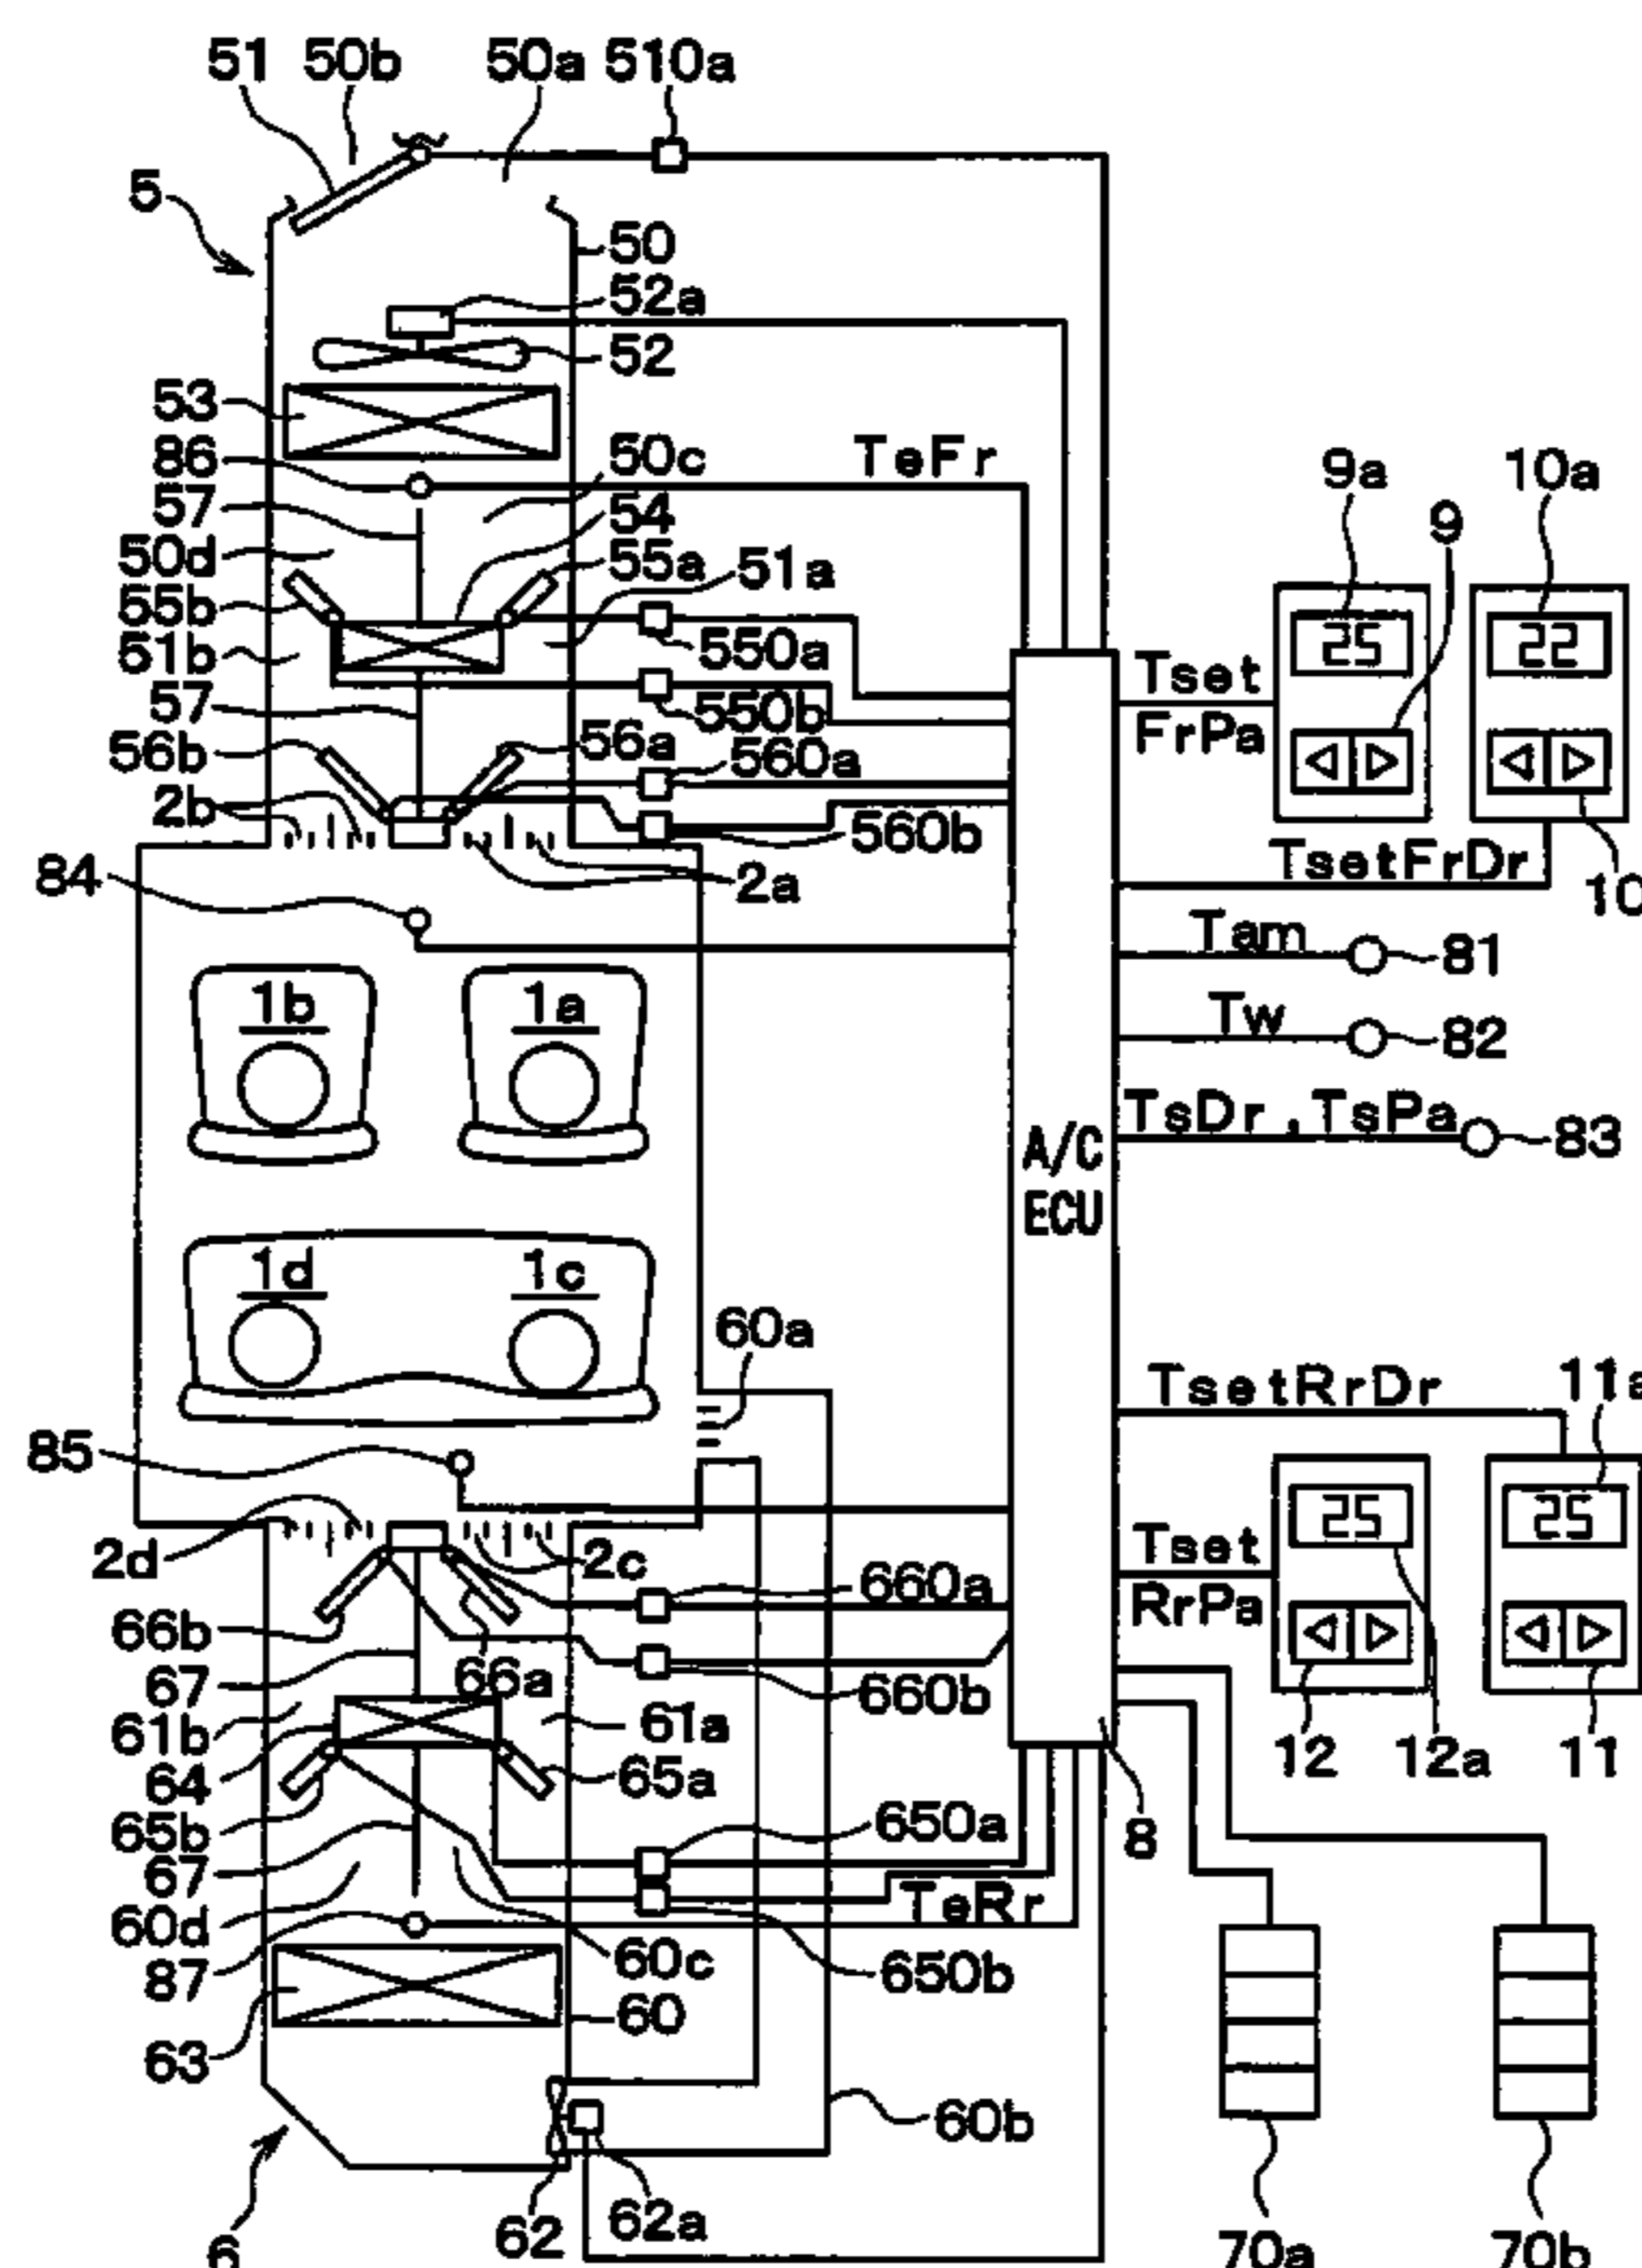 51 50b 50a 510a
5
50
52a
52
53
86 50c TeFr
57 54
50d 55a 51a
55b 550a
51b 550b
57 56a 560a
56b 560b
2b 2a
84
9a 10a
9
25 22
Tset
FrPa
TsetFrDr
10
Tam 81
Tw 82
TsDr, TsPa 83
1b 1a
A/C
ECU
1d 1c
60a
85
TsetRrDr 11a
25 25
Tset
RrPa
12 12a 11
2d 2c 660a
66b 66a 660b
67
61b 61a
64 65a
65b 650a 8
67 TeRr
60d 60c 650b
87 60
63
60b
6 62 62a 70a 70b